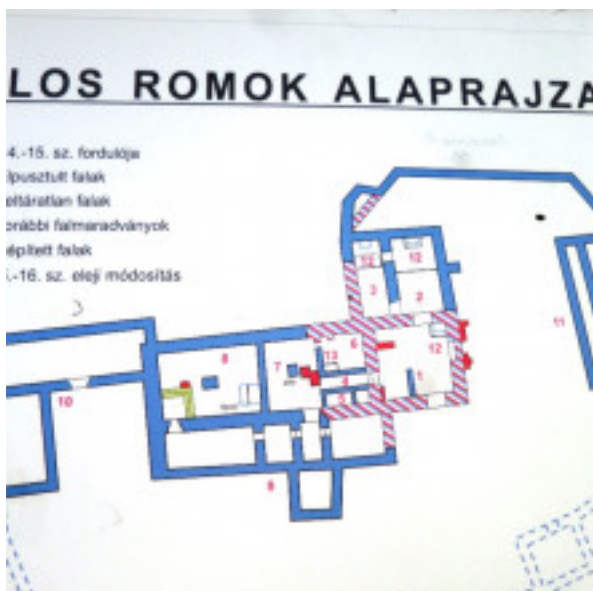 LOS ROMOK ALAPRAJZA
4.-15. sz. fordulója
lpusztult falak
eltáratlan falak
orábbi falmaradványok
épített falak
.-16. sz. eleji módosítás
12
12
3
2
11
6
12
8
7
13
4
1
5
10
9